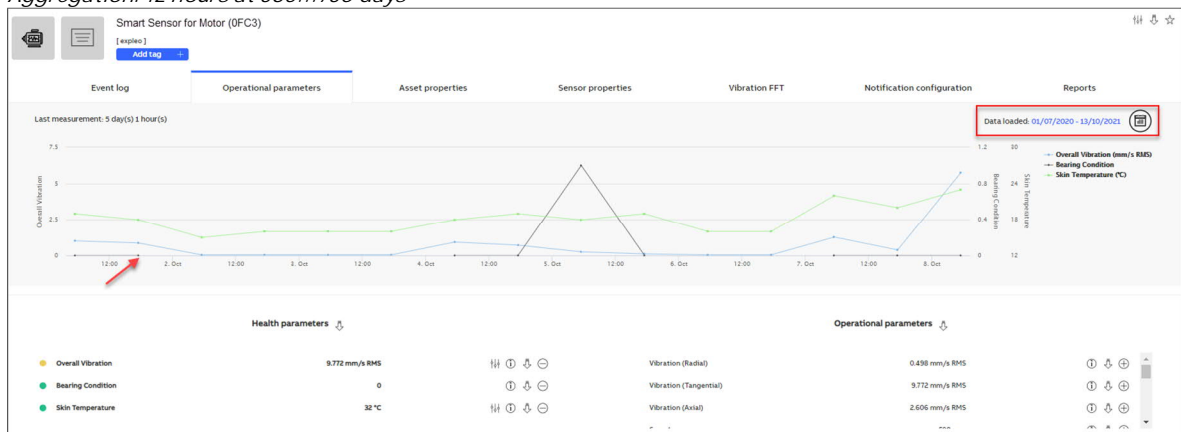 Smart Sensor for Motor (0FC3)
[ expleo ]
Add tag +
Event log
Operational parameters
Asset properties
Sensor properties
Vibration FFT
Notification configuration
Reports
Last measurement: 5 day(s) 1 hour(s)
Data loaded: 01/07/2020 - 13/10/2021
7.5
5
2.5
0
Overall Vibration
12:00 2. Oct 12:00 3. Oct 12:00 4. Oct 12:00 5. Oct 12:00 6. Oct 12:00 7. Oct 12:00 8. Oct
1.2
0.8
0.4
0
Bearing Condition
30
24
18
12
Skin Temperature
Overall Vibration (mm/s RMS)
Bearing Condition
Skin Temperature (°C)
Health parameters
Overall Vibration 9.772 mm/s RMS
Bearing Condition 0
Skin Temperature 32 °C
Operational parameters
Vibration (Radial) 0.498 mm/s RMS
Vibration (Tangential) 9.772 mm/s RMS
Vibration (Axial) 2.606 mm/s RMS